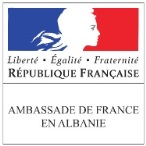 Liberté • Égalité • Fraternité
RÉPUBLIQUE FRANÇAISE
AMBASSADE DE FRANCE
EN ALBANIE